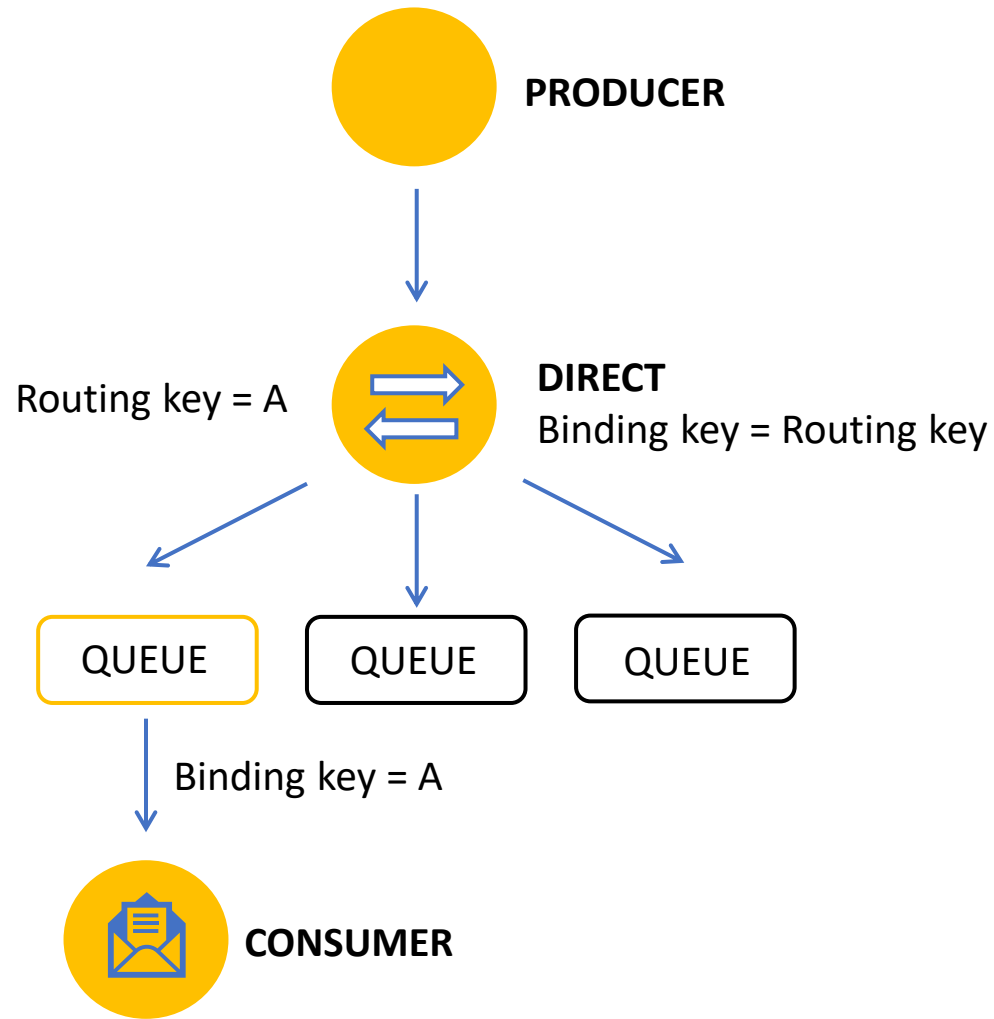 PRODUCER
Routing key = A
DIRECT
Binding key = Routing key
QUEUE
QUEUE
QUEUE
Binding key = A
CONSUMER